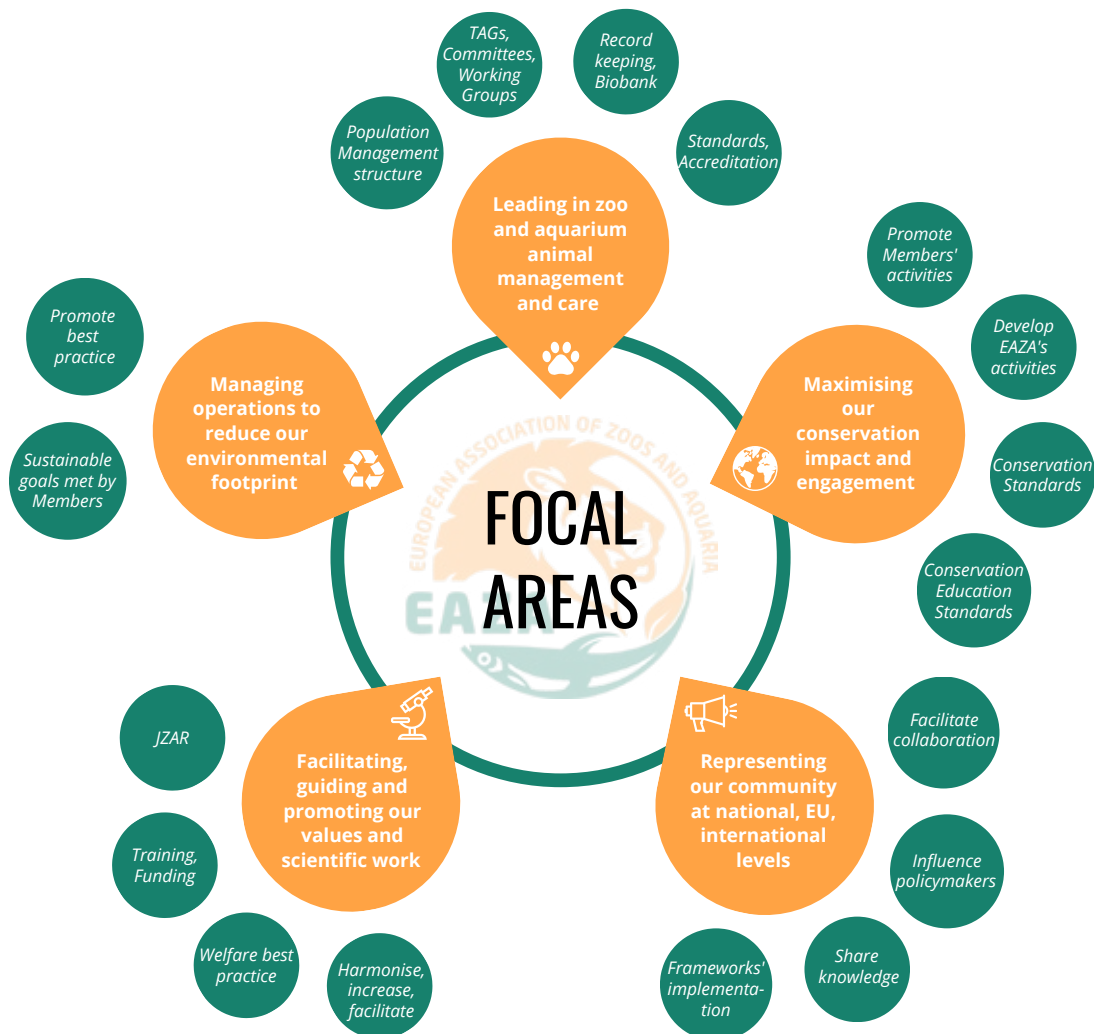 TAGs,
Committees,
Working
Groups
Record
keeping,
Biobank
Population
Management
structure
Standards,
Accreditation
Leading in zoo
and aquarium
animal
management
and care
Promote
Members'
activities
Develop
EAZA's
activities
Conservation
Standards
Conservation
Education
Standards
Maximising
our
conservation
impact and
engagement
Promote
best
practice
Sustainable
goals met by
Members
Managing
operations to
reduce our
environmental
footprint
EUROPEAN ASSOCIATION OF ZOOS AND AQUARIA
EAZA
FOCAL
AREAS
Facilitating,
guiding and
promoting our
values and
scientific work
JZAR
Training,
Funding
Welfare best
practice
Harmonise,
increase,
facilitate
Representing
our community
at national, EU,
international
levels
Facilitate
collaboration
Influence
policymakers
Share
knowledge
Frameworks'
implementa-
tion